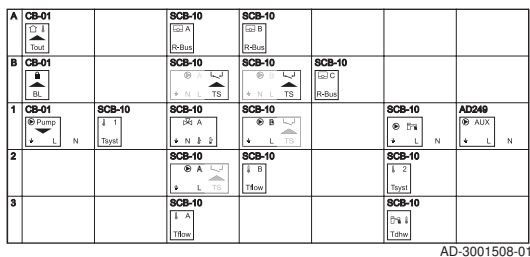 A CB-01 SCB-10 SCB-10
A B
Tout R-Bus R-Bus
B CB-01 SCB-10 SCB-10 SCB-10
A B C
BL N L TS N L TS R-Bus
1 CB-01 SCB-10 SCB-10 SCB-10 SCB-10 AD249
Pump 1 A B AUX
L N Tsyst N L TS L N L N
2 SCB-10 SCB-10 SCB-10
A B 2
L TS Tflow Tsyst
3 SCB-10 SCB-10
A
Tflow Tdhw
AD-3001508-01